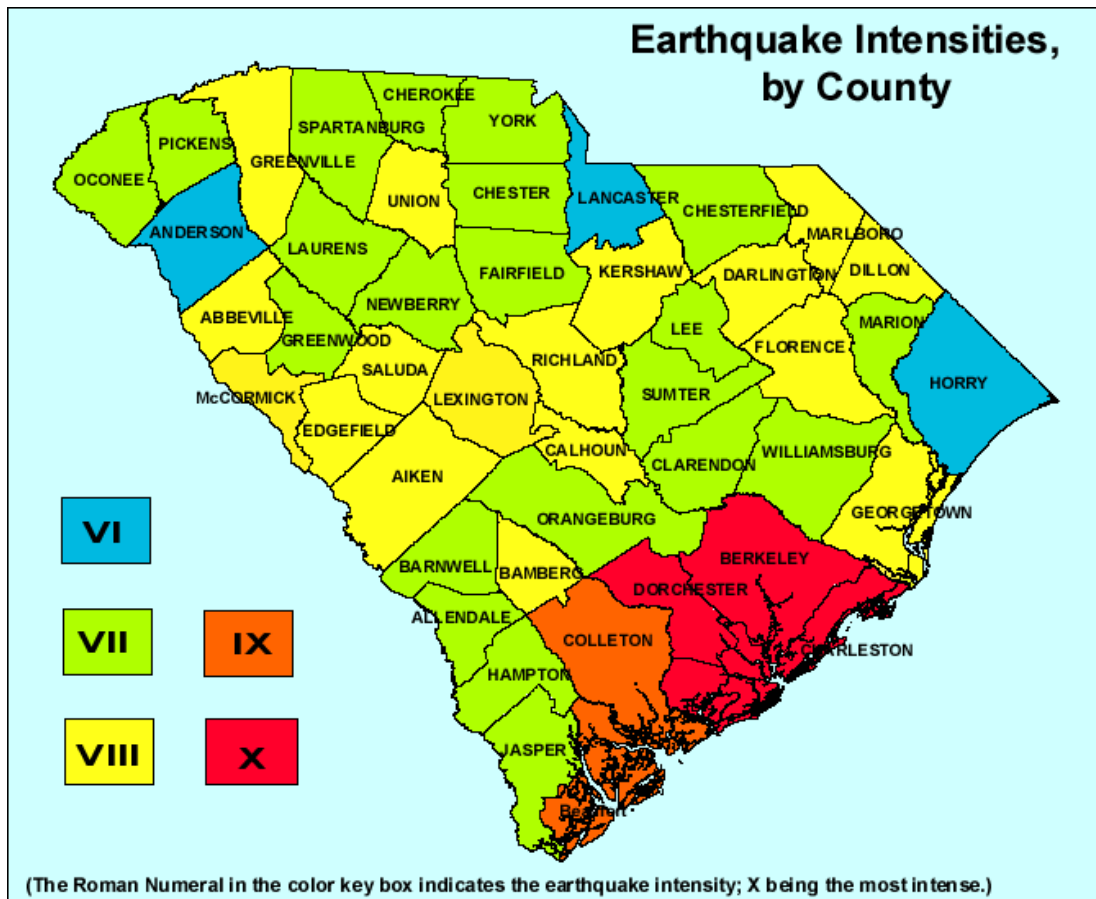 Earthquake Intensities,
by County
CHEROKEE
YORK
SPARTANBURG
PICKENS
GREENVILLE
OCONEE
UNION
CHESTER
LANCASTER
CHESTERFIELD
ANDERSON
MARLBORO
LAURENS
FAIRFIELD
KERSHAW
DARLINGTON
DILLON
NEWBERRY
ABBEVILLE
GREENWOOD
LEE
MARION
SALUDA
RICHLAND
FLORENCE
HORRY
McCORMICK
LEXINGTON
SUMTER
EDGEFIELD
CALHOUN
CLARENDON
WILLIAMSBURG
AIKEN
GEORGETOWN
ORANGEBURG
VI
BERKELEY
BARNWELL
BAMBERG
DORCHESTER
ALLENDALE
VII
IX
COLLETON
CHARLESTON
HAMPTON
VIII
X
JASPER
Beaufort
(The Roman Numeral in the color key box indicates the earthquake intensity; X being the most intense.)